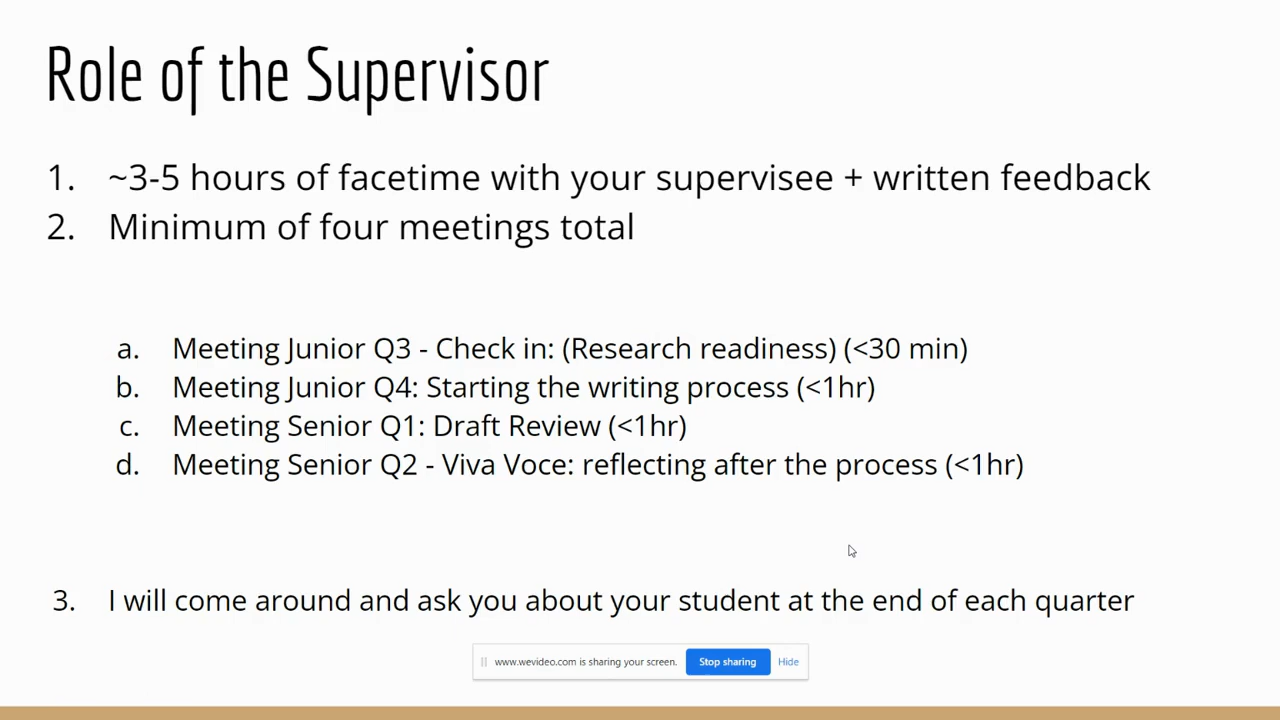 Role of the Supervisor
1. ~3-5 hours of facetime with your supervisee + written feedback
2. Minimum of four meetings total
a. Meeting Junior Q3 - Check in: (Research readiness) (<30 min)
b. Meeting Junior Q4: Starting the writing process (<1hr)
c. Meeting Senior Q1: Draft Review (<1hr)
d. Meeting Senior Q2 - Viva Voce: reflecting after the process (<1hr)
3. I will come around and ask you about your student at the end of each quarter
www.wevideo.com is sharing your screen. Stop sharing Hide